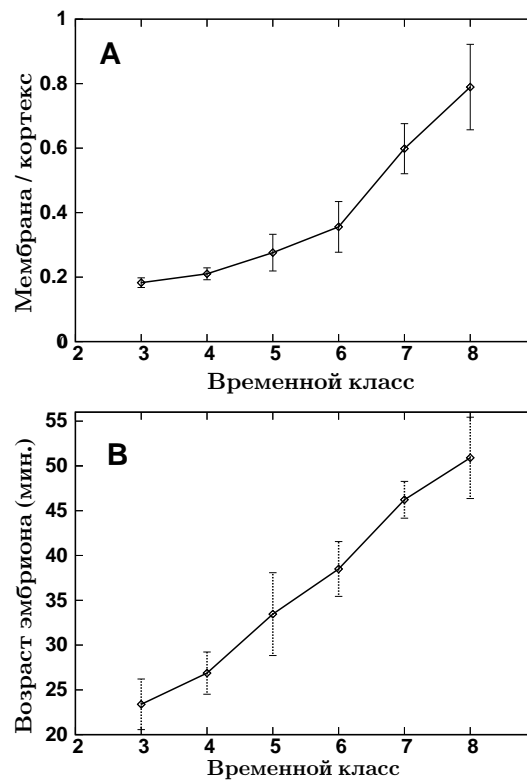 A
Мембрана / кортекс
1
0.8
0.6
0.4
0.2
0
2 3 4 5 6 7 8
Временной класс
B
Возраст эмбриона (мин.)
55
50
45
40
35
30
25
20
2 3 4 5 6 7 8
Временной класс